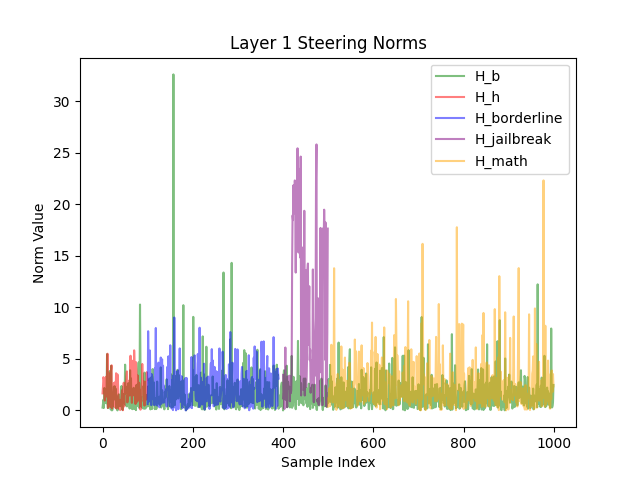 Layer 1 Steering Norms
H_b
H_h
H_borderline
H_jailbreak
H_math
Norm Value
30
25
20
15
10
5
0
0 200 400 600 800 1000
Sample Index